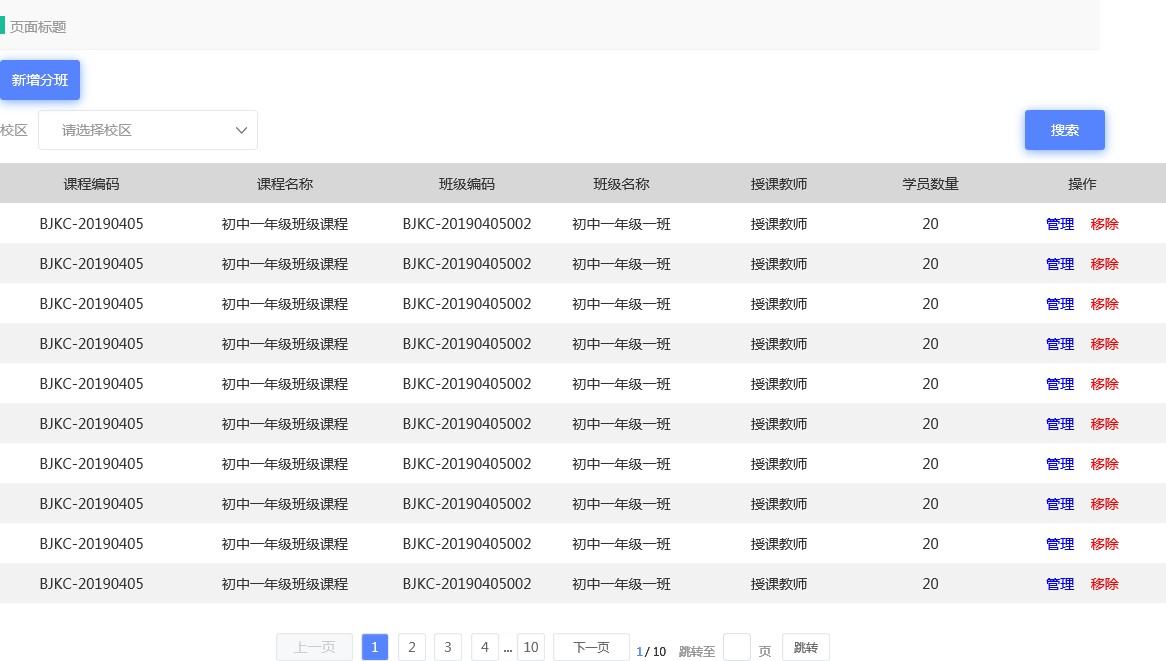 页面标题
新增分班
校区 请选择校区 搜索
课程编码 课程名称 班级编码 班级名称 授课教师 学员数量 操作
BJKC-20190405 初中一年级班级课程 BJKC-20190405002 初中一年级一班 授课教师 20 管理 移除
BJKC-20190405 初中一年级班级课程 BJKC-20190405002 初中一年级一班 授课教师 20 管理 移除
BJKC-20190405 初中一年级班级课程 BJKC-20190405002 初中一年级一班 授课教师 20 管理 移除
BJKC-20190405 初中一年级班级课程 BJKC-20190405002 初中一年级一班 授课教师 20 管理 移除
BJKC-20190405 初中一年级班级课程 BJKC-20190405002 初中一年级一班 授课教师 20 管理 移除
BJKC-20190405 初中一年级班级课程 BJKC-20190405002 初中一年级一班 授课教师 20 管理 移除
BJKC-20190405 初中一年级班级课程 BJKC-20190405002 初中一年级一班 授课教师 20 管理 移除
BJKC-20190405 初中一年级班级课程 BJKC-20190405002 初中一年级一班 授课教师 20 管理 移除
BJKC-20190405 初中一年级班级课程 BJKC-20190405002 初中一年级一班 授课教师 20 管理 移除
BJKC-20190405 初中一年级班级课程 BJKC-20190405002 初中一年级一班 授课教师 20 管理 移除
上一页 1 2 3 4 ... 10 下一页 1/10 跳转至 页 跳转